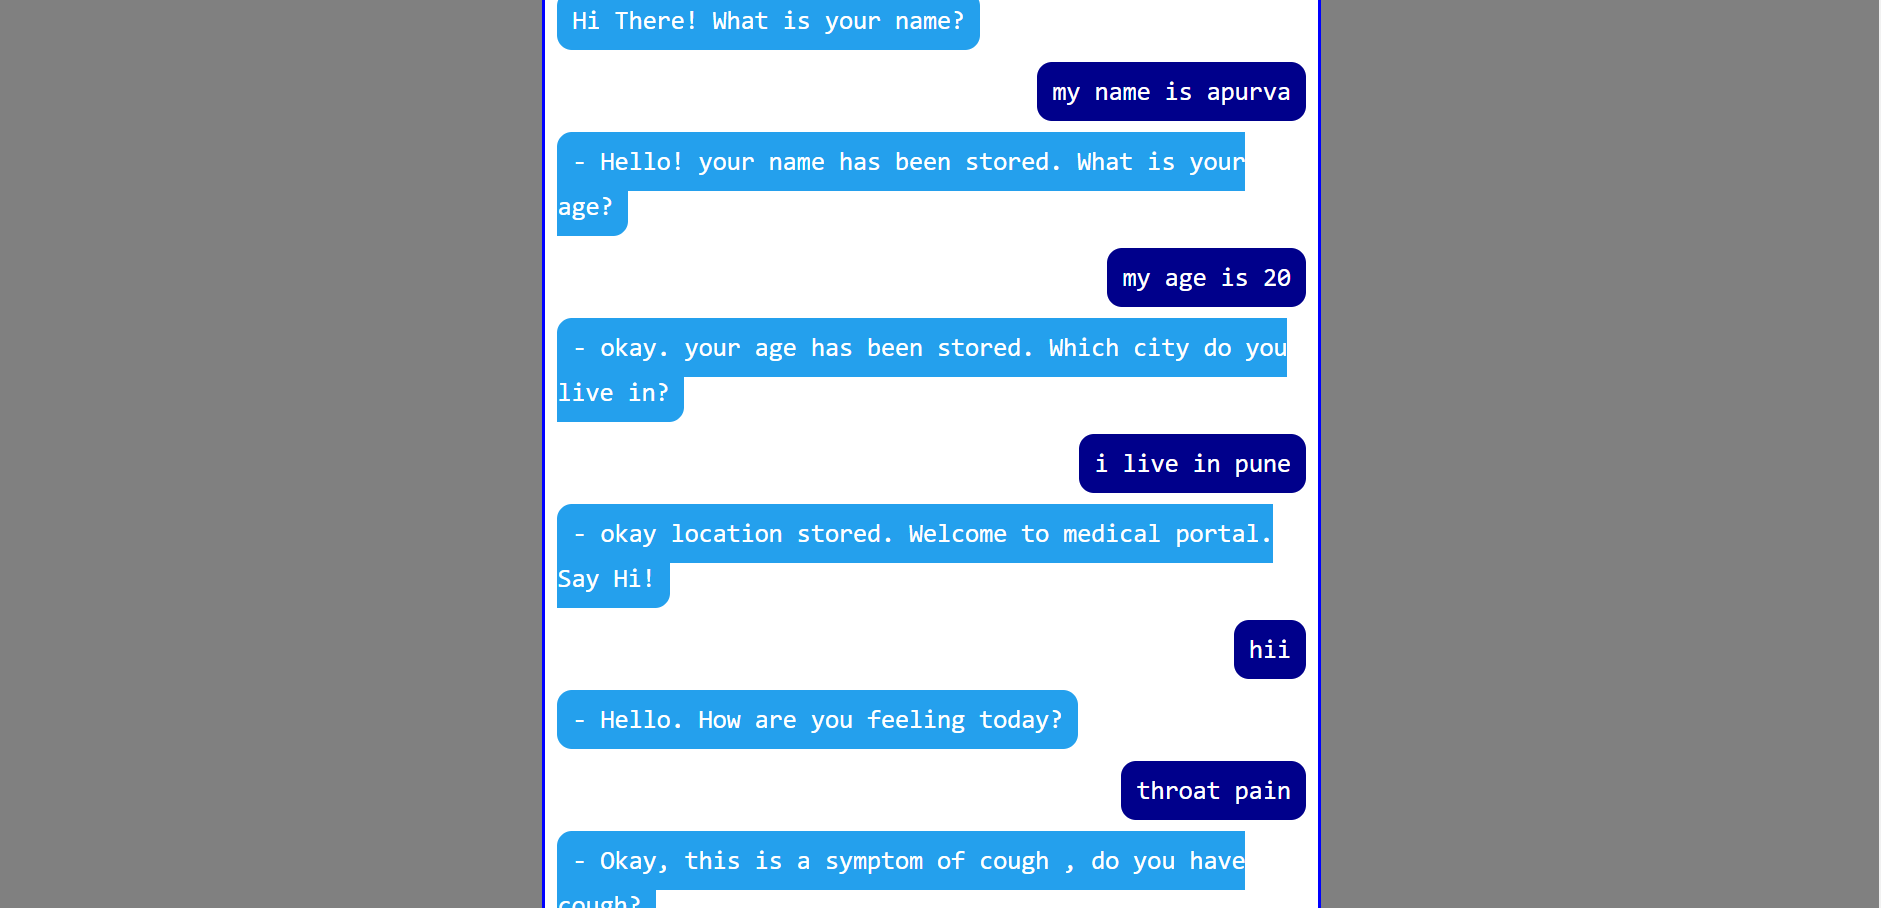 Hi There! What is your name?
my name is apurva
- Hello! your name has been stored. What is your
age?
my age is 20
- okay. your age has been stored. Which city do you
live in?
i live in pune
- okay location stored. Welcome to medical portal.
Say Hi!
hii
- Hello. How are you feeling today?
throat pain
- Okay, this is a symptom of cough , do you have
cough?